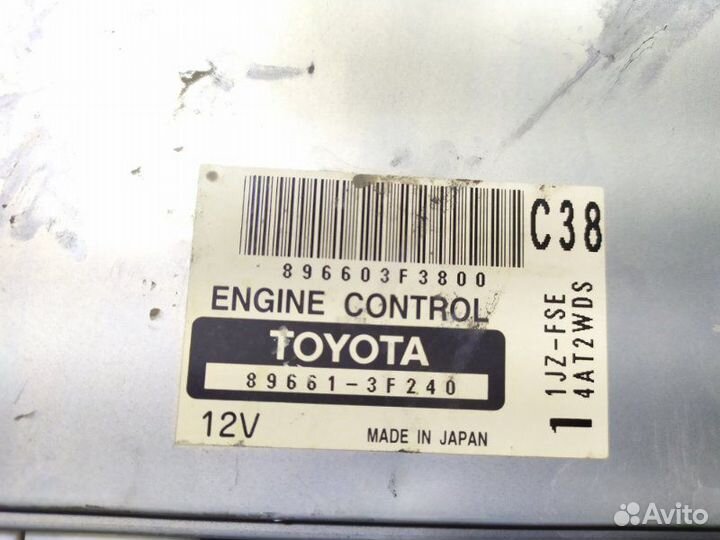 C38
896603F3800
ENGINE CONTROL
TOYOTA
89661-3F240
12V
MADE IN JAPAN
1
1JZ-FSE
4AT2WDS
Avito